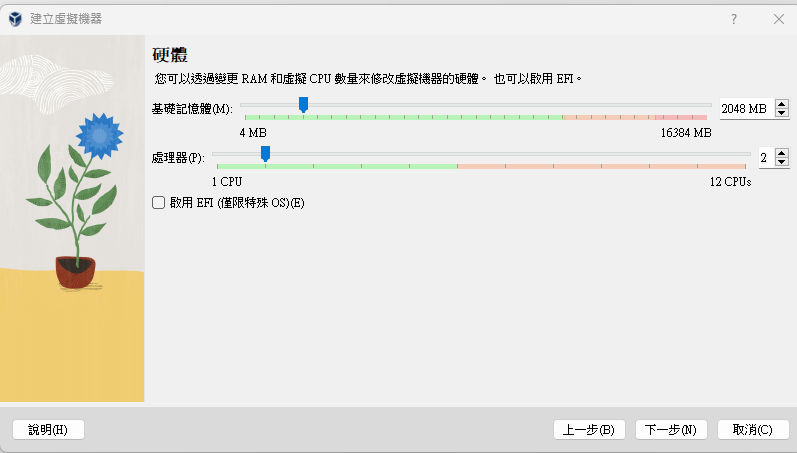 建立虛擬機器
?
硬體
您可以透過變更 RAM 和虛擬 CPU 數量來修改虛擬機器的硬體。 也可以啟用 EFI。
基礎記憶體(M):
2048 MB
4 MB
16384 MB
處理器(P):
2
1 CPU
12 CPUs
啟用 EFI (僅限特殊 OS)(E)
說明(H)
上一步(B)
下一步(N)
取消(C)